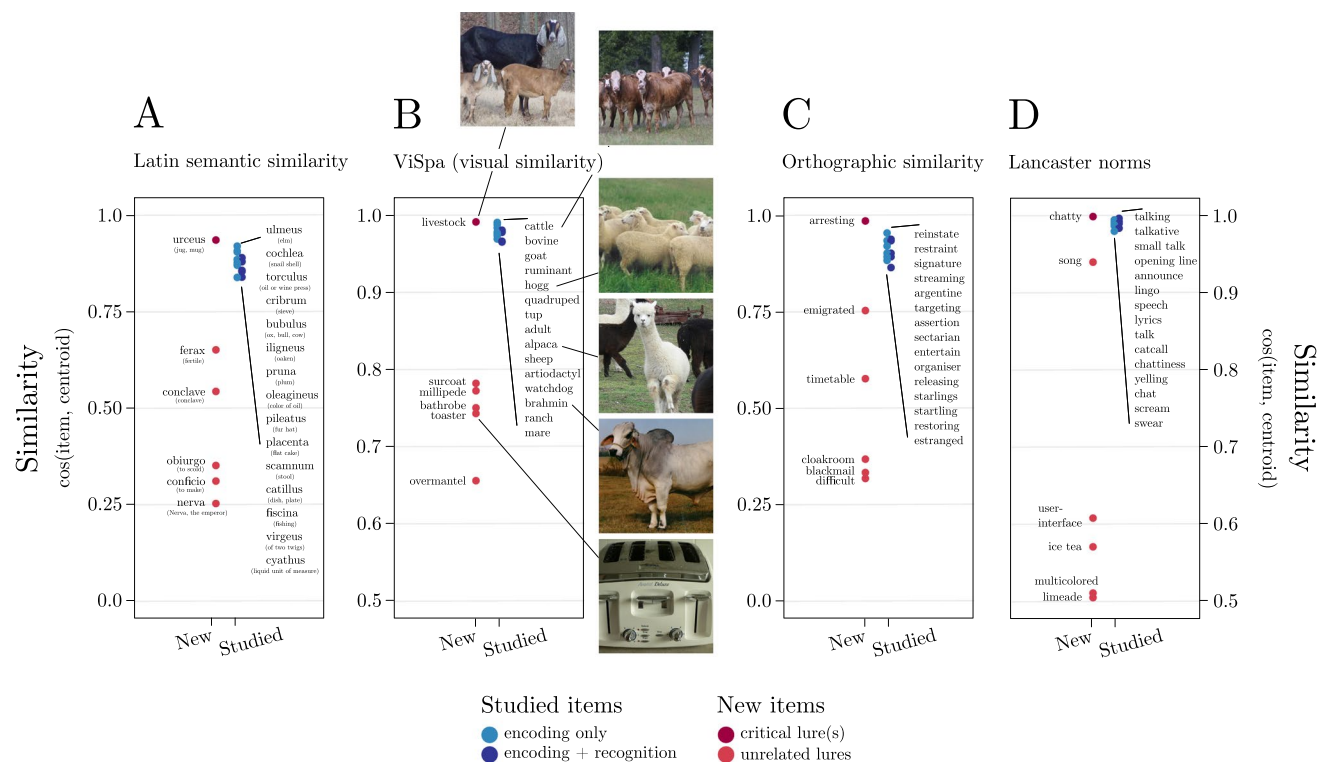 A
Latin semantic similarity
1.0
0.75
0.50
0.25
0.0
Similarity
cos(item, centroid)
urceus
(jug, mug)
ferax
(fertile)
conclave
(conclave)
obiurgo
(to scold)
conficio
(to make)
nerva
(Nerva, the emperor)
ulmeus
(elm)
cochlea
(snail shell)
torculus
(oil or wine press)
cribrum
(sieve)
bubulus
(ox, bull, cow)
iligneus
(oaken)
pruna
(plum)
oleagineus
(color of oil)
pileatus
(fur hat)
placenta
(flat cake)
scamnum
(stool)
catillus
(dish, plate)
fiscina
(fishing)
virgeus
(of two twigs)
cyathus
(liquid unit of measure)
New
Studied
B
ViSpa (visual similarity)
1.0
0.9
0.8
0.7
0.6
0.5
livestock
surcoat
millipede
bathrobe
toaster
overmantel
cattle
bovine
goat
ruminant
hogg
quadruped
tup
adult
alpaca
sheep
artiodactyl
watchdog
brahmin
ranch
mare
New
Studied
C
Orthographic similarity
1.0
0.75
0.50
0.25
0.0
arresting
emigrated
timetable
cloakroom
blackmail
difficult
reinstate
restraint
signature
streaming
argentine
targeting
assertion
sectarian
entertain
organiser
releasing
starlings
startling
restoring
estranged
New
Studied
D
Lancaster norms
chatty
song
user-
interface
ice tea
multicolored
limeade
talking
talkative
small talk
opening line
announce
lingo
speech
lyrics
talk
catcall
chattiness
yelling
chat
scream
swear
1.0
0.9
0.8
0.7
0.6
0.5
Similarity
cos(item, centroid)
New
Studied
Studied items
encoding only
encoding + recognition
New items
critical lure(s)
unrelated lures